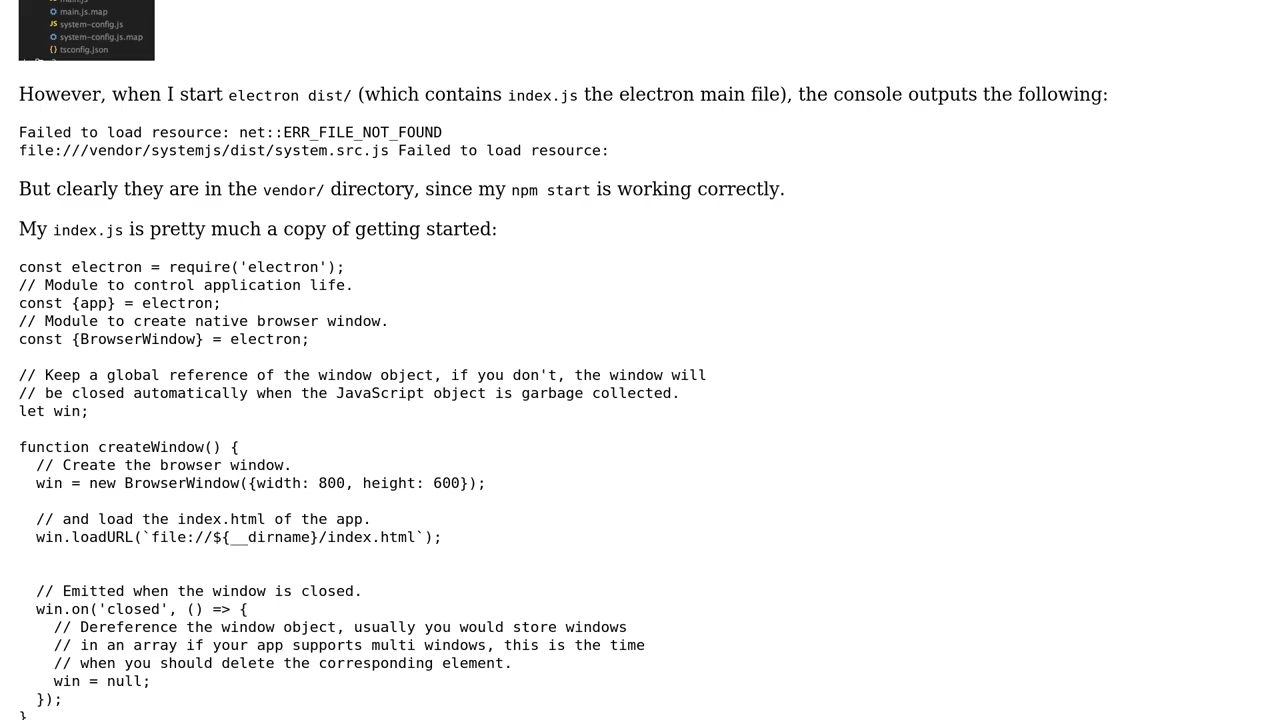 main.js.map
system-config.js
system-config.js.map
tsconfig.json
However, when I start electron dist/ (which contains index.js the electron main file), the console outputs the following:
Failed to load resource: net::ERR_FILE_NOT_FOUND
file:///vendor/systemjs/dist/system.src.js Failed to load resource:
But clearly they are in the vendor/ directory, since my npm start is working correctly.
My index.js is pretty much a copy of getting started:
const electron = require('electron');
// Module to control application life.
const {app} = electron;
// Module to create native browser window.
const {BrowserWindow} = electron;
// Keep a global reference of the window object, if you don't, the window will
// be closed automatically when the JavaScript object is garbage collected.
let win;
function createWindow() {
  // Create the browser window.
  win = new BrowserWindow({width: 800, height: 600});
  // and load the index.html of the app.
  win.loadURL(`file://${__dirname}/index.html`);
  // Emitted when the window is closed.
  win.on('closed', () => {
    // Dereference the window object, usually you would store windows
    // in an array if your app supports multi windows, this is the time
    // when you should delete the corresponding element.
    win = null;
  });
}